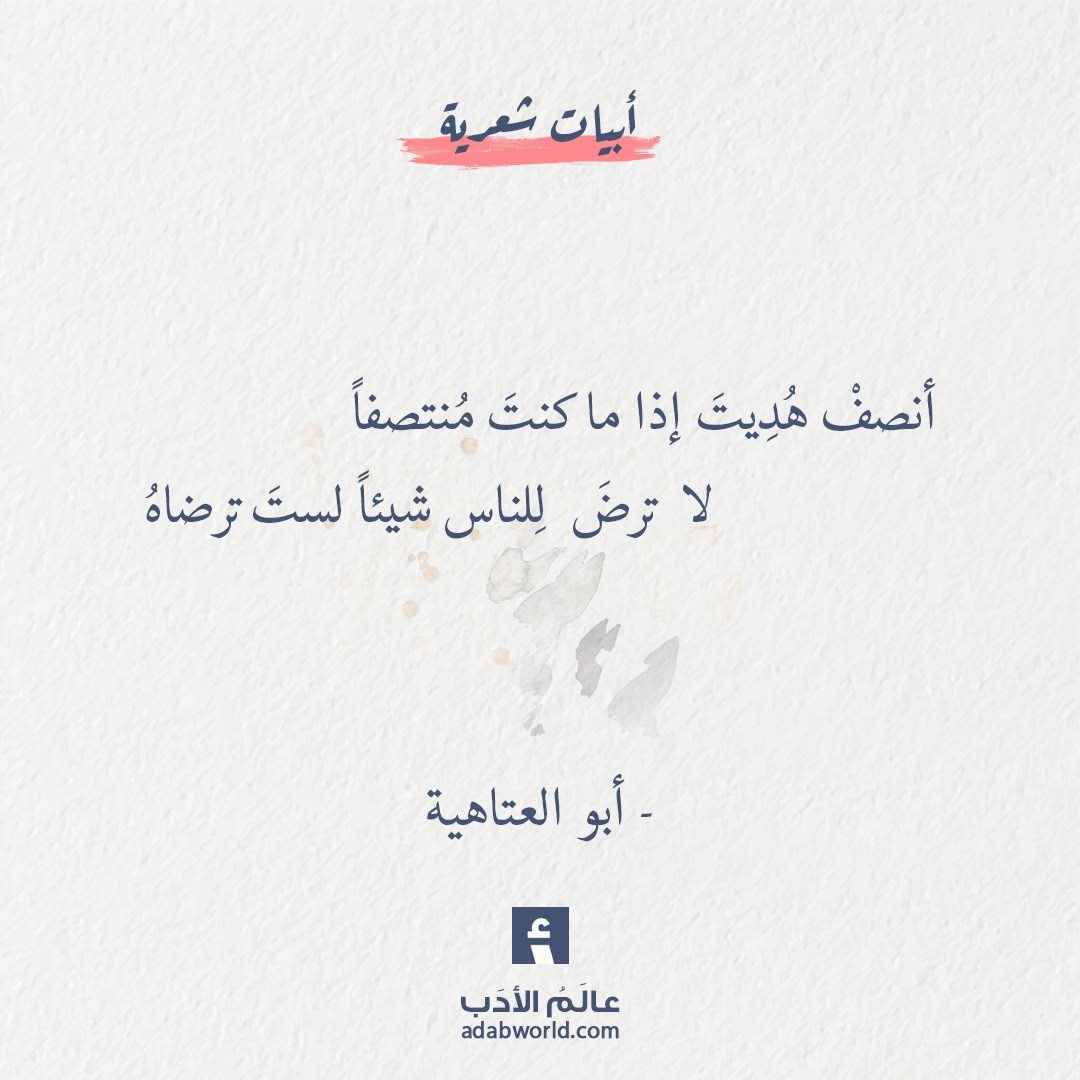 أبيات شعرية
أنصفْ هُدِيتَ إذا ما كنتَ مُنتصفاً
لا ترضَ لِلناس شيئاً لستَ ترضاهُ
- أبو العتاهية
أ
عالَمُ الأدَب
adabworld.com